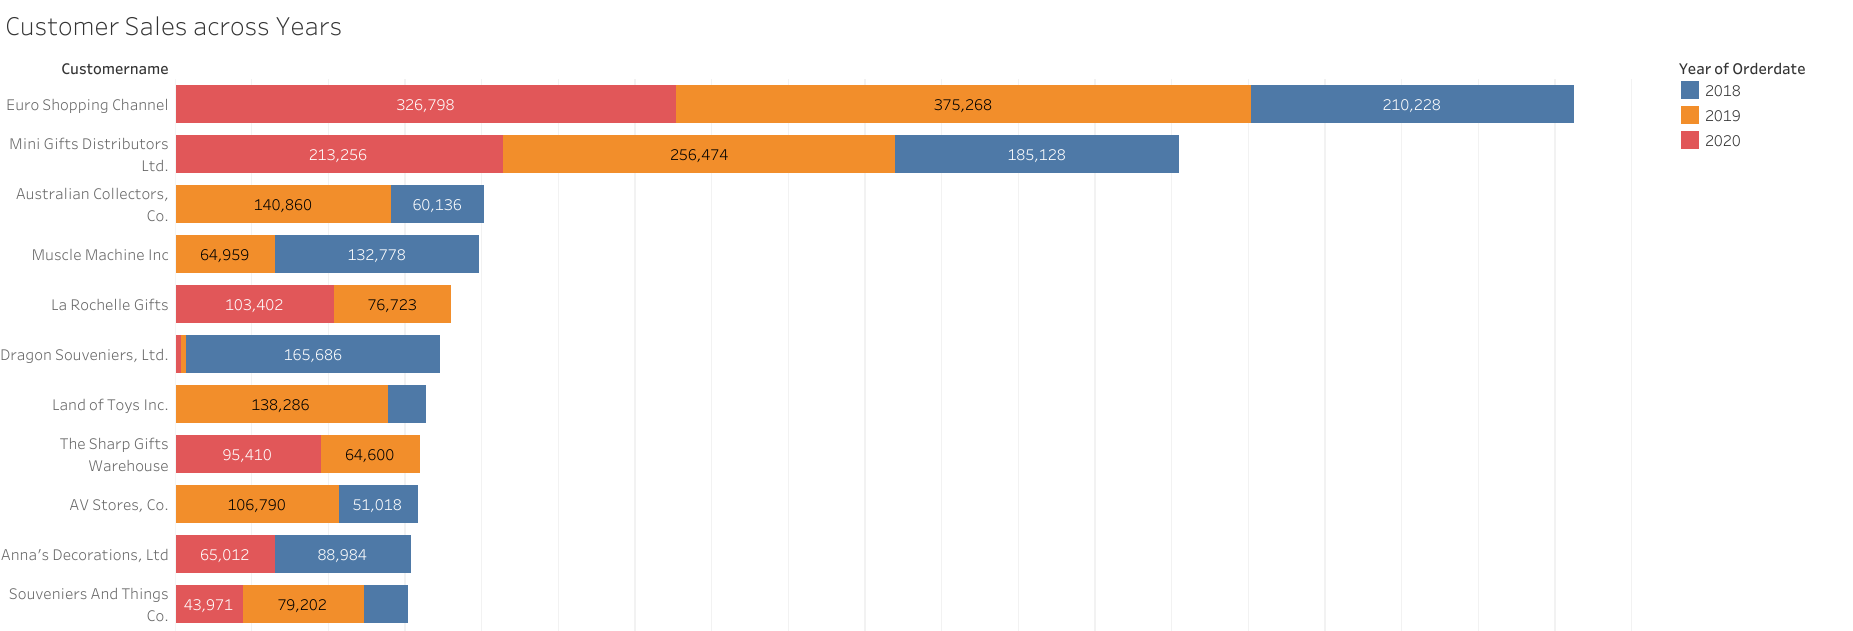 Customer Sales across Years
Customername
Euro Shopping Channel 326,798 375,268 210,228
Mini Gifts Distributors
Ltd. 213,256 256,474 185,128
Australian Collectors,
Co. 140,860 60,136
Muscle Machine Inc 64,959 132,778
La Rochelle Gifts 103,402 76,723
Dragon Souveniers, Ltd. 165,686
Land of Toys Inc. 138,286
The Sharp Gifts
Warehouse 95,410 64,600
AV Stores, Co. 106,790 51,018
Anna's Decorations, Ltd 65,012 88,984
Souveniers And Things
Co. 43,971 79,202
Year of Orderdate
2018
2019
2020